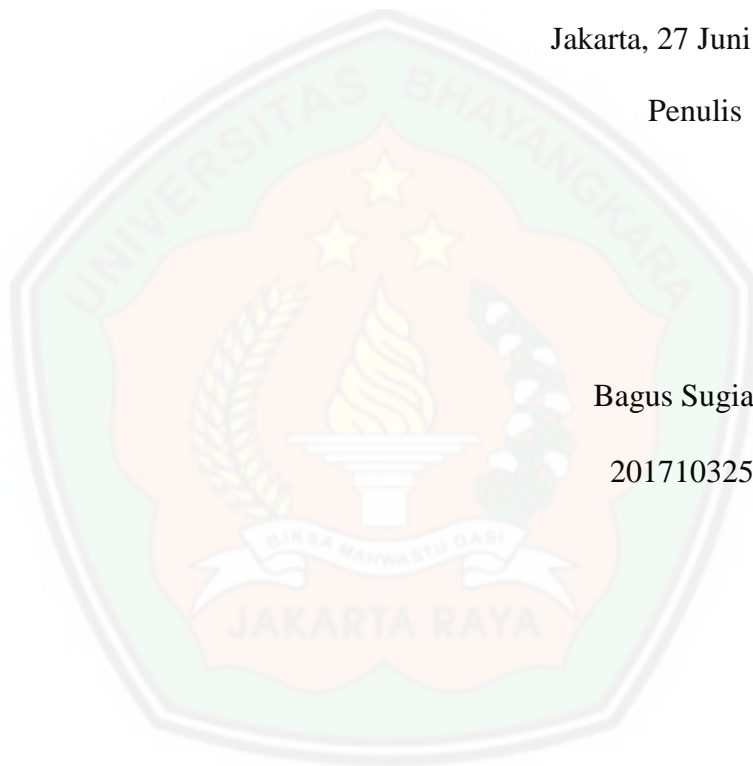 Jakarta, 27 Juni
Penulis
UNIVERSITAS BHAYANGKARA
Bagus Sugia
201710325
BIKSA MAHWASTU DASI
JAKARTA RAYA